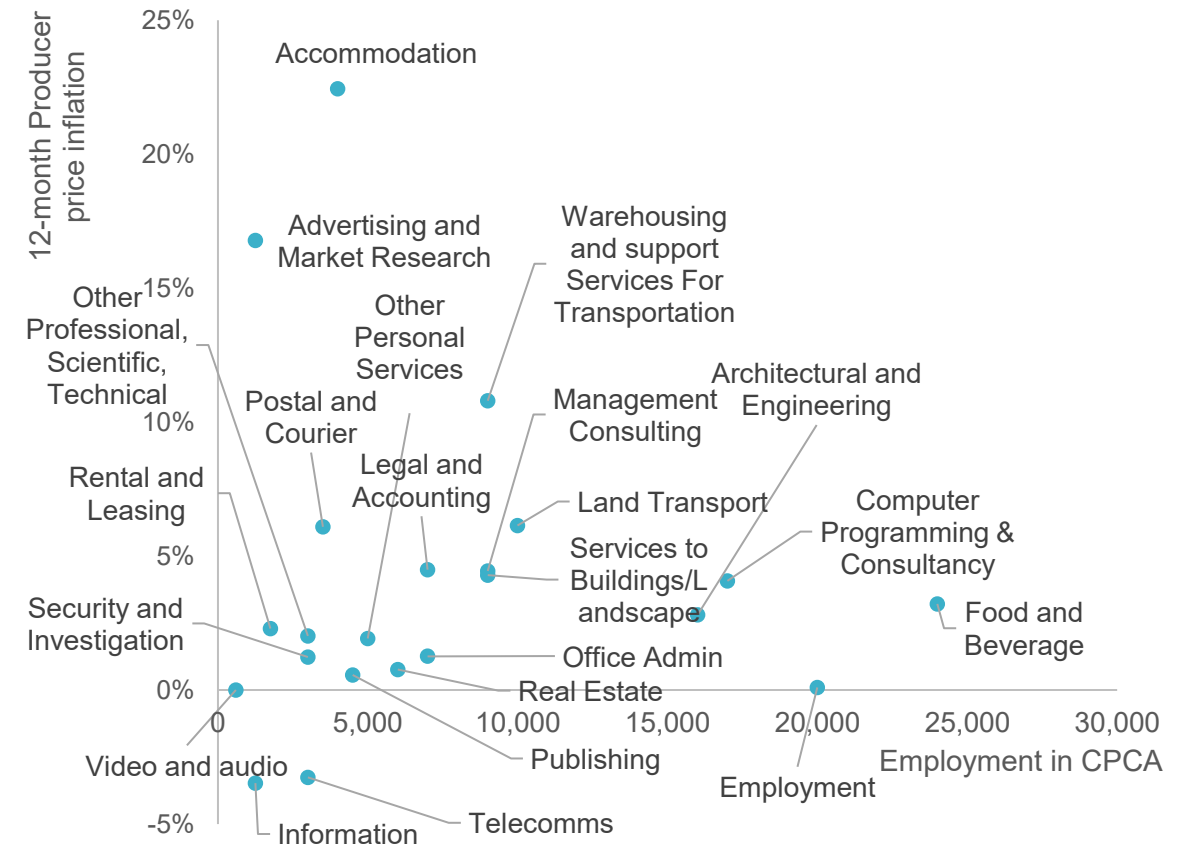 12-month Producer
price inflation
25%
20%
15%
10%
5%
0%
-5%
Accommodation
Advertising and
Market Research
Warehousing
and support
Services For
Transportation
Other
Professional,
Scientific,
Technical
Other
Personal
Services
Postal and
Courier
Architectural and
Engineering
Management
Consulting
Legal and
Accounting
Rental and
Leasing
Land Transport
Computer
Programming &
Consultancy
Services to
Buildings/L
andscape
Security and
Investigation
Food and
Beverage
Office Admin
Real Estate
0
5,000
10,000
15,000
20,000
25,000
30,000
Employment in CPCA
Video and audio
Publishing
Employment
Telecomms
Information